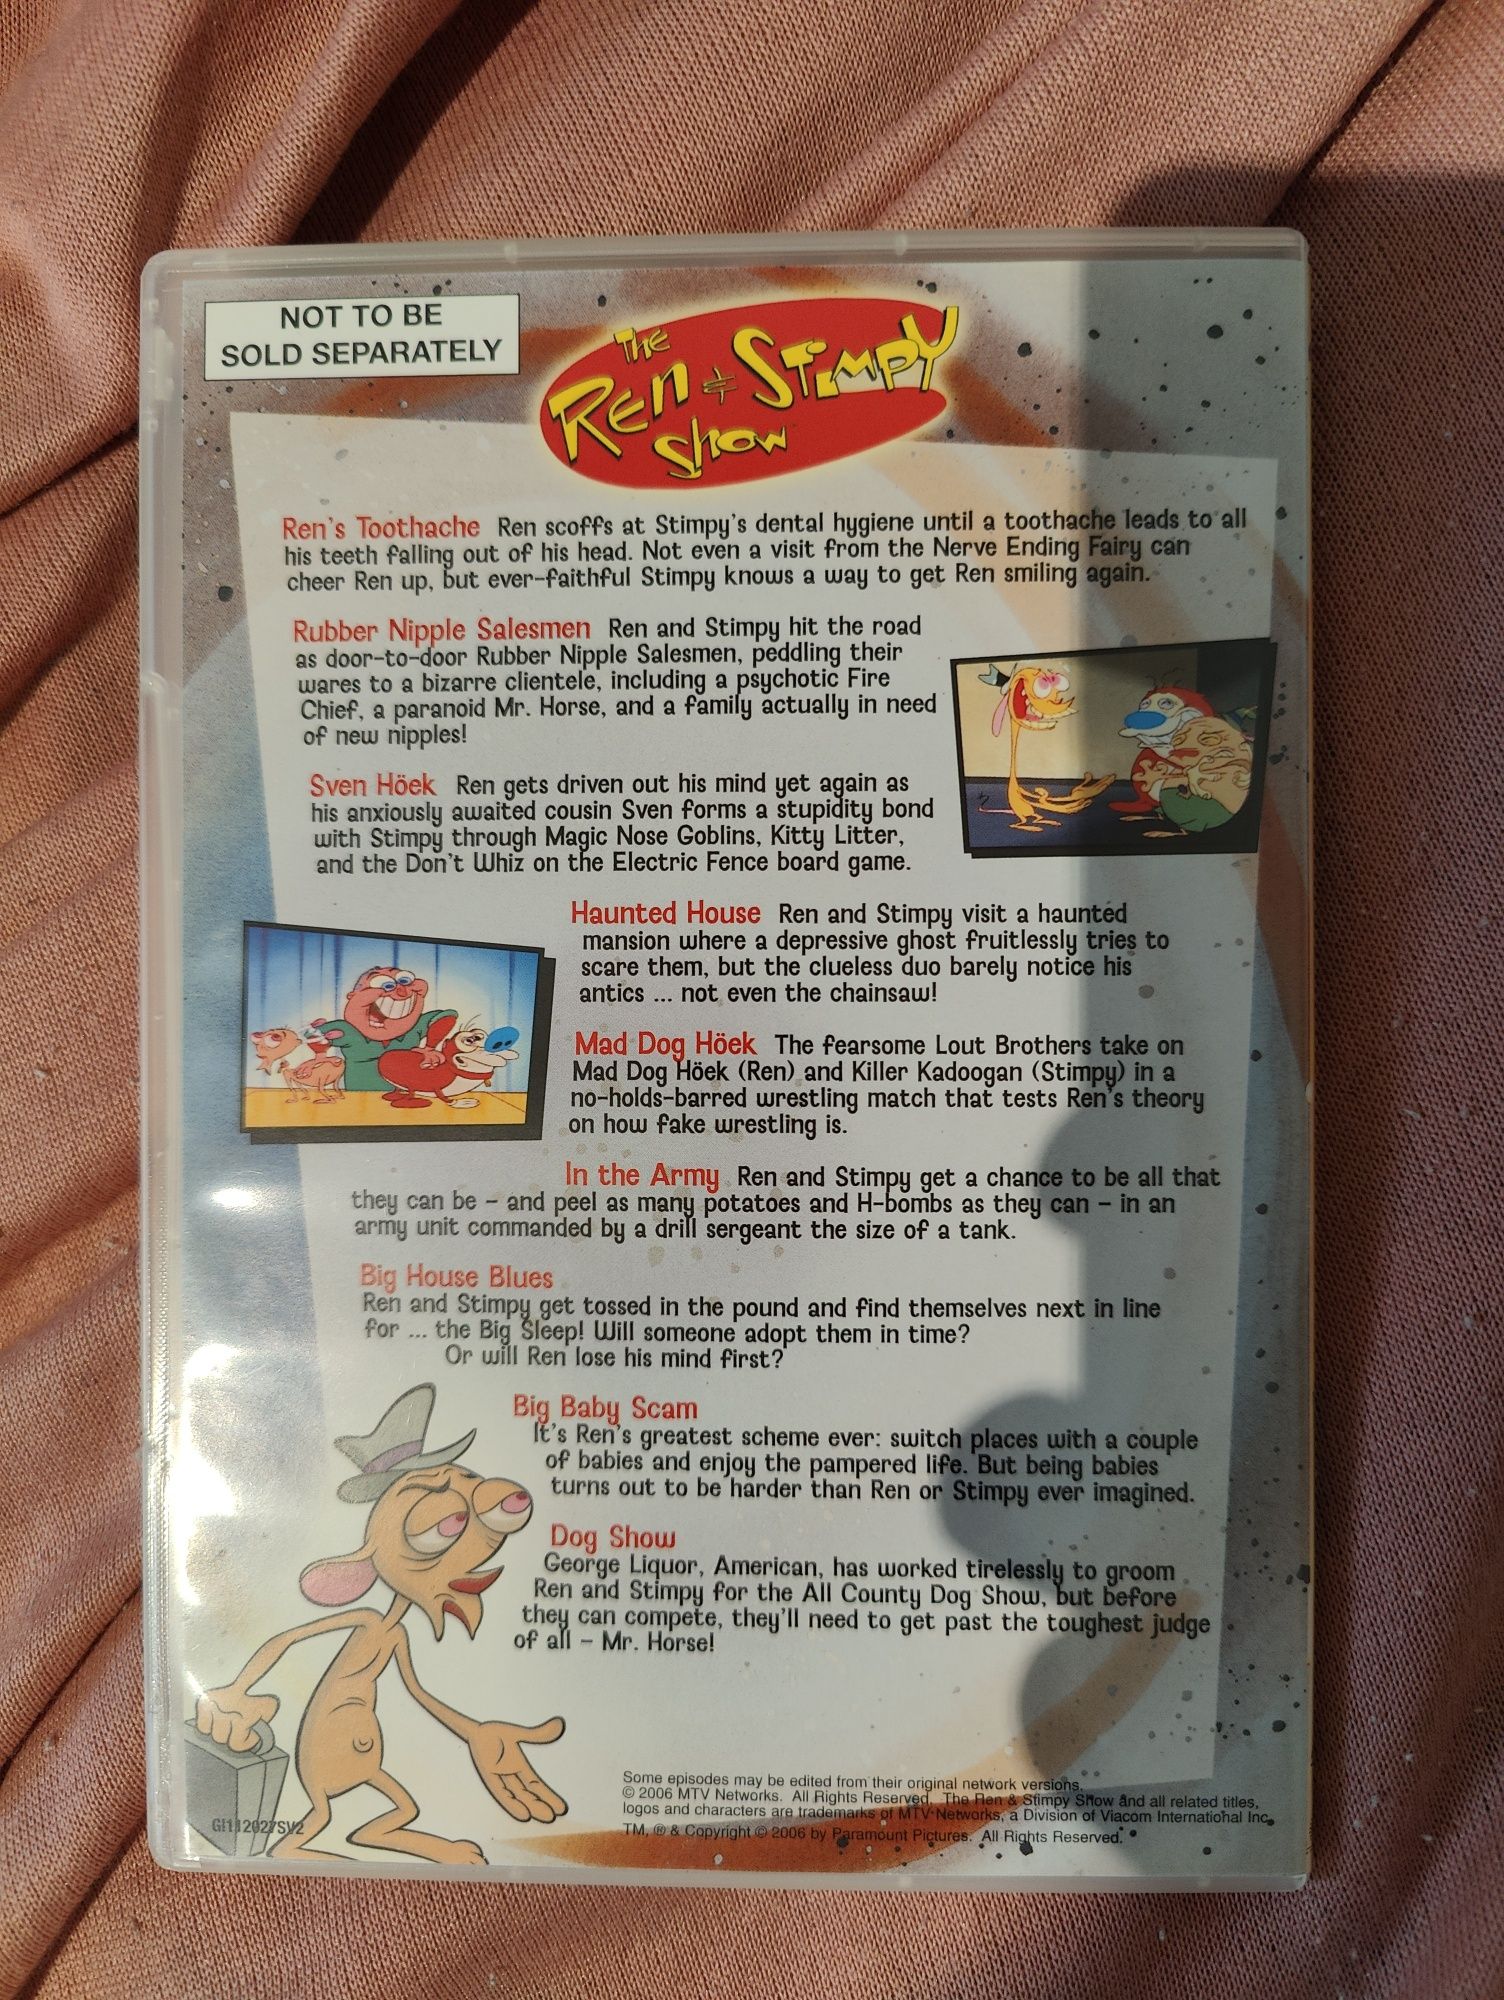 NOT TO BE
SOLD SEPARATELY
The
Ren & Stimpy
Show
Ren's Toothache Ren scoffs at Stimpy's dental hygiene until a toothache leads to all
his teeth falling out of his head. Not even a visit from the Nerve Ending Fairy can
cheer Ren up, but ever-faithful Stimpy knows a way to get Ren smiling again.
Rubber Nipple Salesmen Ren and Stimpy hit the road
as door-to-door Rubber Nipple Salesmen, peddling their
wares to a bizarre clientele, including a psychotic Fire
Chief, a paranoid Mr. Horse, and a family actually in need
of new nipples!
Sven Höek Ren gets driven out his mind yet again as
his anxiously awaited cousin Sven forms a stupidity bond
with Stimpy through Magic Nose Goblins, Kitty Litter,
and the Don't Whiz on the Electric Fence board game.
Haunted House Ren and Stimpy visit a haunted
mansion where a depressive ghost fruitlessly tries to
scare them, but the clueless duo barely notice his
antics ... not even the chainsaw!
Mad Dog Höek The fearsome Lout Brothers take on
Mad Dog Höek (Ren) and Killer Kadoogan (Stimpy) in a
no-holds-barred wrestling match that tests Ren's theory
on how fake wrestling is.
In the Army Ren and Stimpy get a chance to be all that
they can be – and peel as many potatoes and H-bombs as they can – in an
army unit commanded by a drill sergeant the size of a tank.
Big House Blues
Ren and Stimpy get tossed in the pound and find themselves next in line
for ... the Big Sleep! Will someone adopt them in time?
Or will Ren lose his mind first?
Big Baby Scam
It's Ren's greatest scheme ever: switch places with a couple
of babies and enjoy the pampered life. But being babies
turns out to be harder than Ren or Stimpy ever imagined.
Dog Show
George Liquor, American, has worked tirelessly to groom
Ren and Stimpy for the All County Dog Show, but before
they can compete, they'll need to get past the toughest judge
of all – Mr. Horse!
Some episodes may be edited from their original network versions.
© 2006 MTV Networks. All Rights Reserved. The Ren & Stimpy Show and all related titles,
logos and characters are trademarks of MTV Networks, a Division of Viacom International Inc.
TM, ® & Copyright © 2006 by Paramount Pictures. All Rights Reserved.